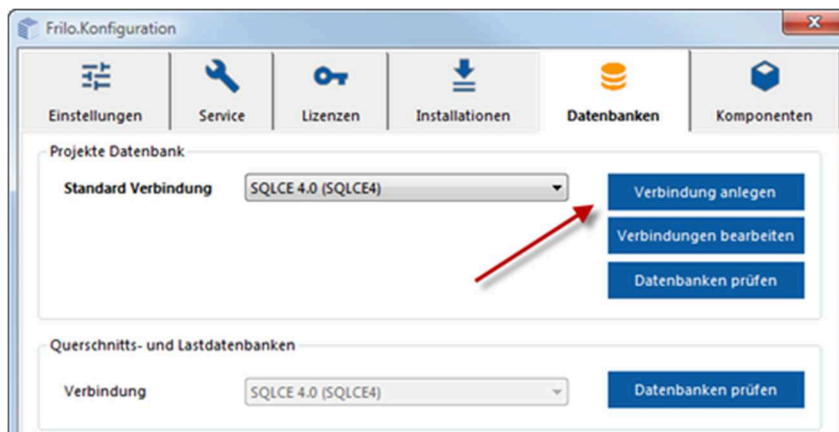 Frilo.Konfiguration
Einstellungen Service Lizenzen Installationen Datenbanken Komponenten
Projekte Datenbank
Standard Verbindung SQLCE 4.0 (SQLCE4) Verbindung anlegen
Verbindungen bearbeiten
Datenbanken prüfen
Querschnitts- und Lastdatenbanken
Verbindung SQLCE 4.0 (SQLCE4) Datenbanken prüfen